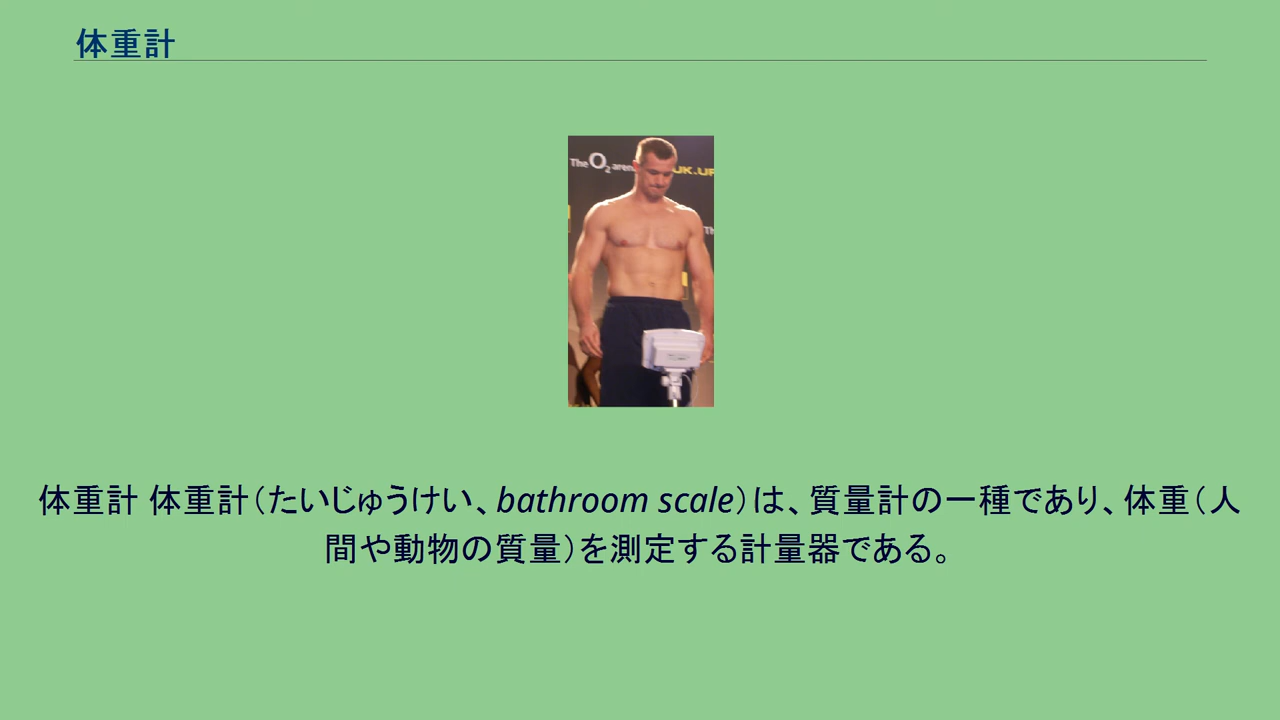 体重計
The O2 aren
UK.UF
Th
体重計 体重計(たいじゅうけい、bathroom scale)は、質量計の一種であり、体重(人
間や動物の質量)を測定する計量器である。